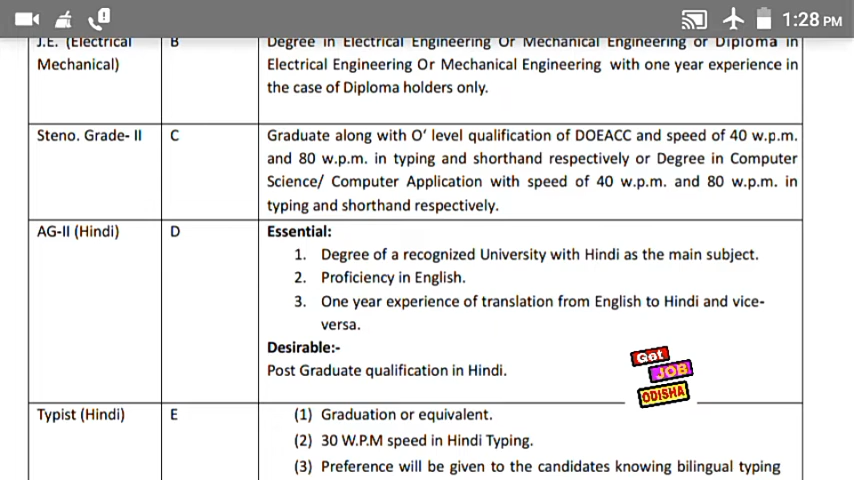 1:28 PM
J.E. (Electrical
Mechanical)
B
Degree in Electrical Engineering Or Mechanical Engineering or Diploma in
Electrical Engineering Or Mechanical Engineering with one year experience in
the case of Diploma holders only.
Steno. Grade- II
C
Graduate along with O’ level qualification of DOEACC and speed of 40 w.p.m.
and 80 w.p.m. in typing and shorthand respectively or Degree in Computer
Science/ Computer Application with speed of 40 w.p.m. and 80 w.p.m. in
typing and shorthand respectively.
AG-II (Hindi)
D
Essential:
1. Degree of a recognized University with Hindi as the main subject.
2. Proficiency in English.
3. One year experience of translation from English to Hindi and vice-
versa.
Desirable:-
Post Graduate qualification in Hindi.
Get
JOB
ODISHA
Typist (Hindi)
E
(1) Graduation or equivalent.
(2) 30 W.P.M speed in Hindi Typing.
(3) Preference will be given to the candidates knowing bilingual typing